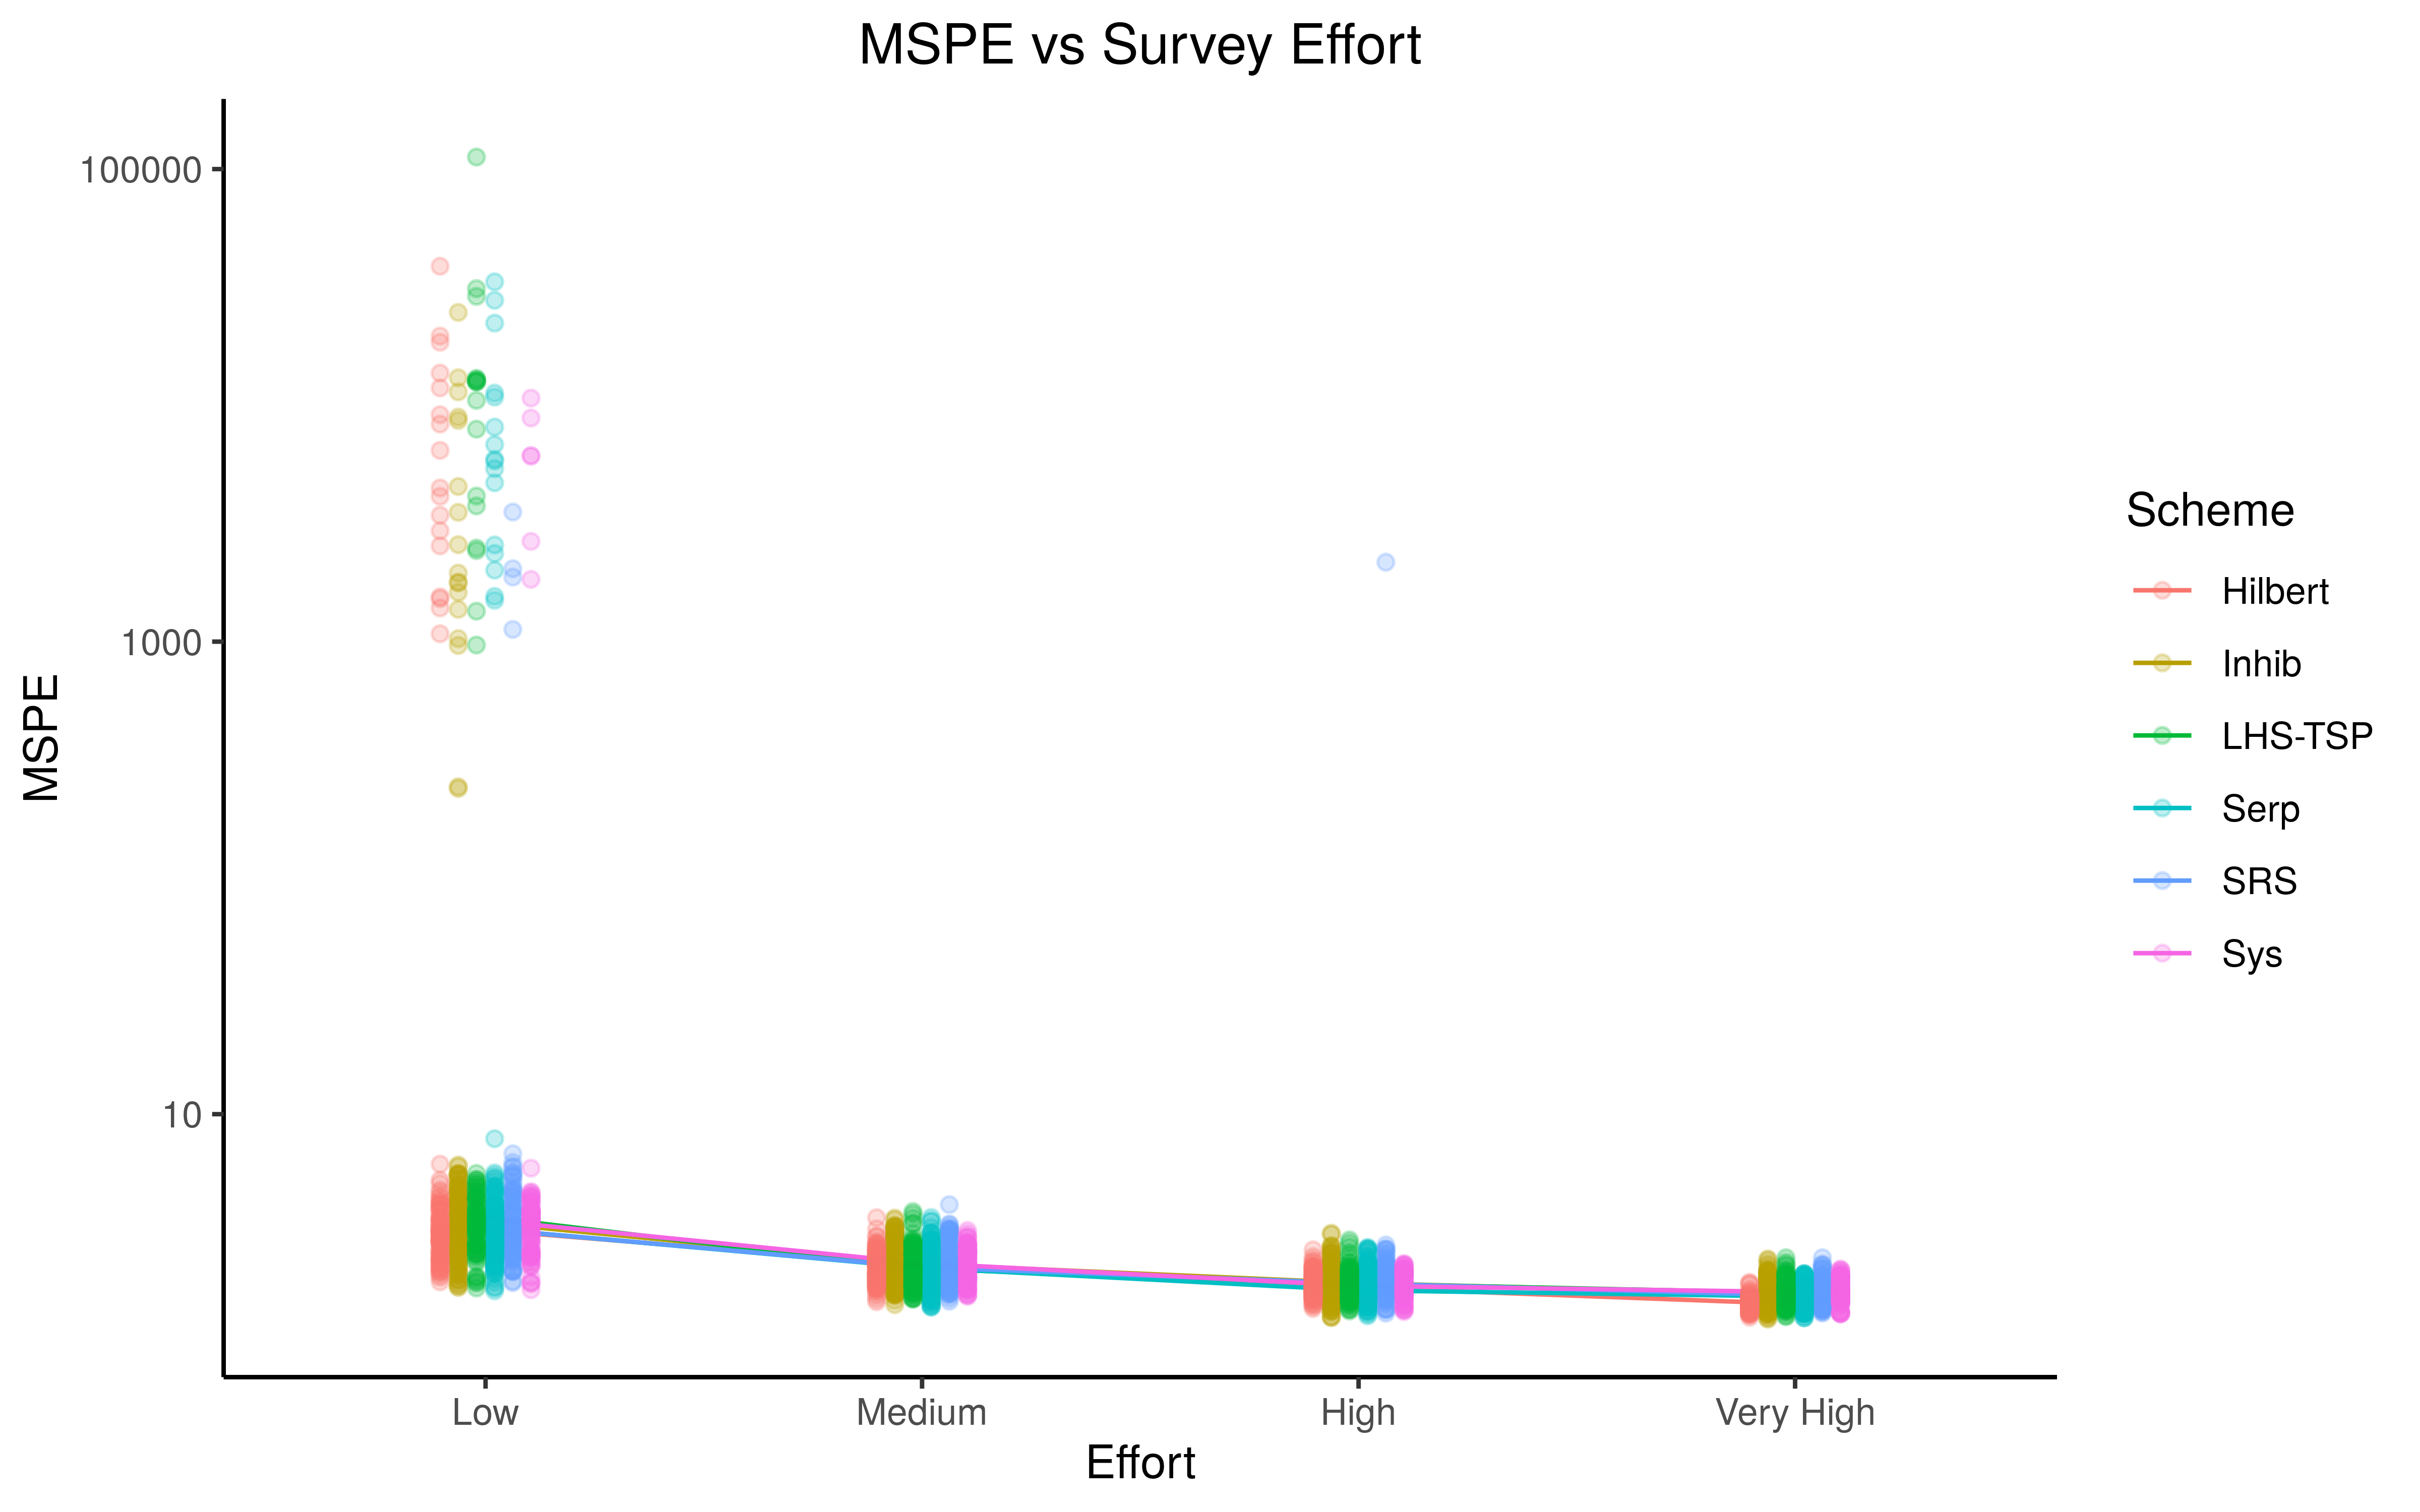 MSPE vs Survey Effort
100000
1000
10
MSPE
Low
Medium
High
Very High
Effort
Scheme
Hilbert
Inhib
LHS-TSP
Serp
SRS
Sys